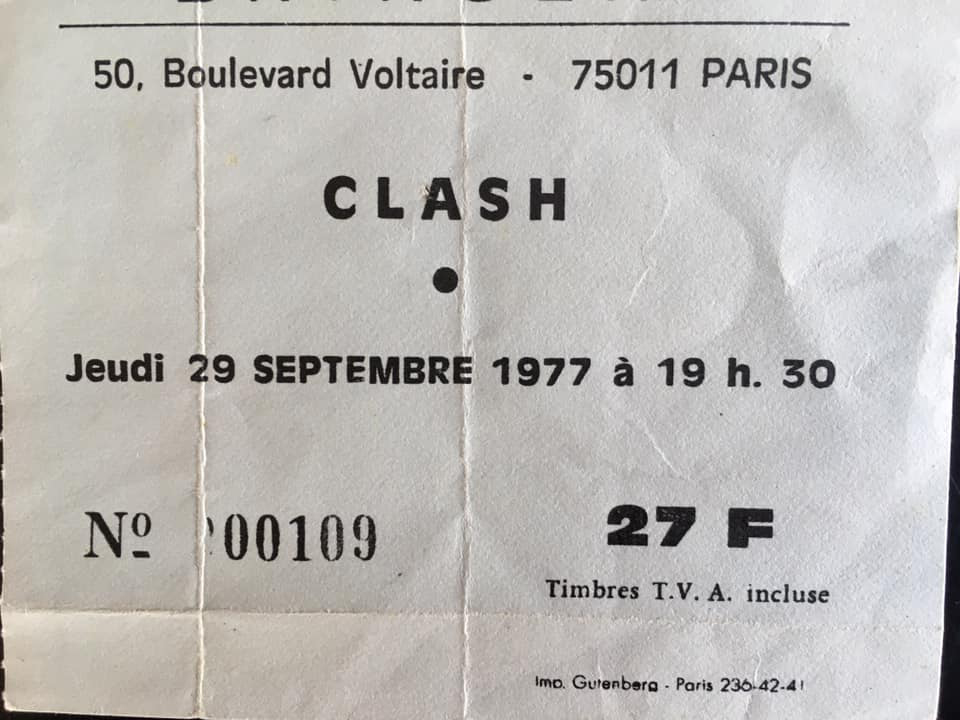 50, Boulevard Voltaire - 75011 PARIS
CLASH
●
Jeudi 29 SEPTEMBRE 1977 à 19 h. 30
Nº 00109
27 F
Timbres T.V.A. incluse
Imp. Gutenberg - Paris 236-42-41